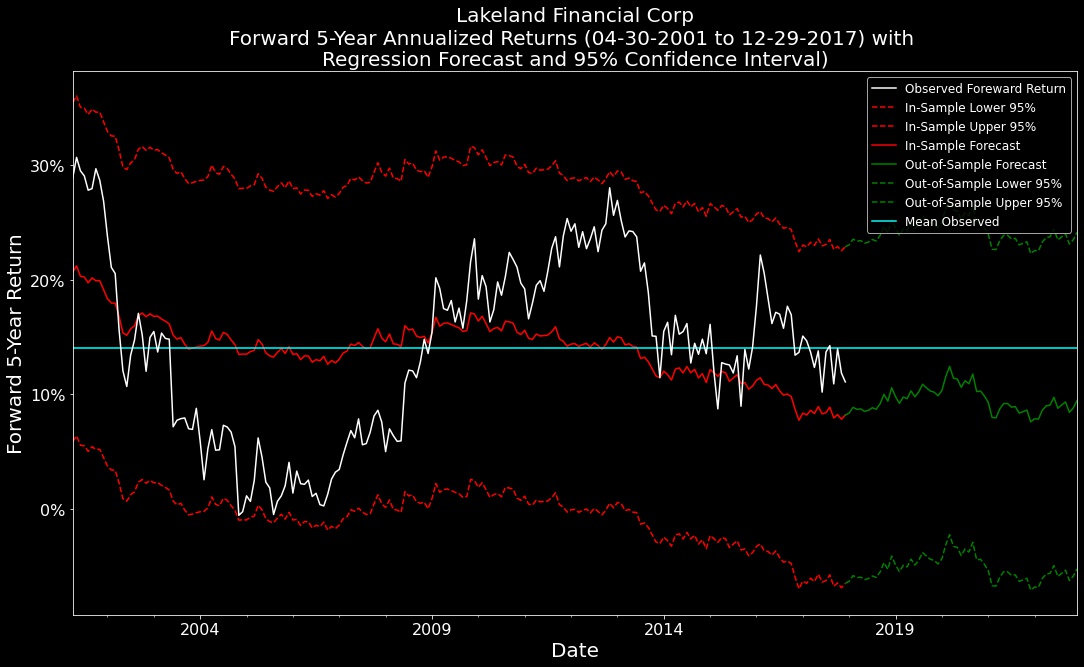 Lakeland Financial Corp
Forward 5-Year Annualized Returns (04-30-2001 to 12-29-2017) with
Regression Forecast and 95% Confidence Interval)
Observed Foreward Return
In-Sample Lower 95%
In-Sample Upper 95%
In-Sample Forecast
Out-of-Sample Forecast
Out-of-Sample Lower 95%
Out-of-Sample Upper 95%
Mean Observed
Forward 5-Year Return
30%
20%
10%
0%
2004
2009
2014
2019
Date